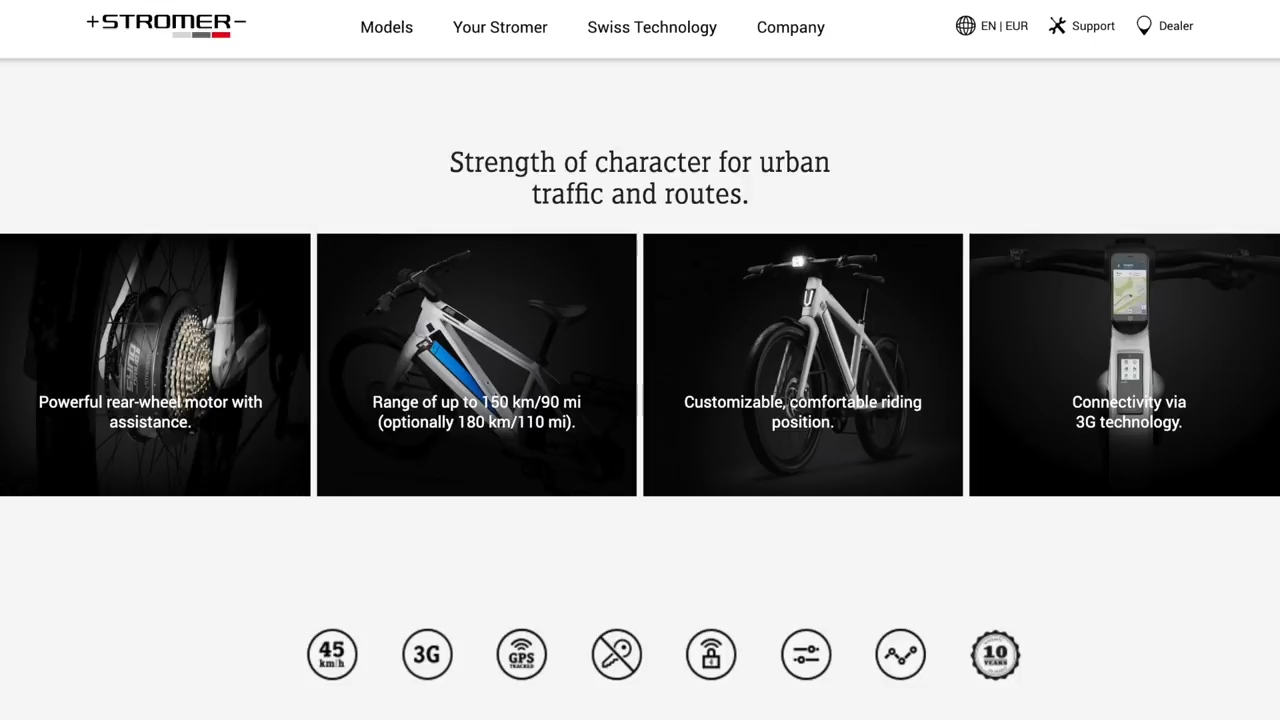 +STROMER–
Models
Your Stromer
Swiss Technology
Company
EN | EUR
Support
Dealer
Strength of character for urban
traffic and routes.
Powerful rear-wheel motor with
assistance.
Range of up to 150 km/90 mi
(optionally 180 km/110 mi).
Customizable, comfortable riding
position.
Connectivity via
3G technology.
45
km/h
3G
GPS
TRACKED
10
YEARS